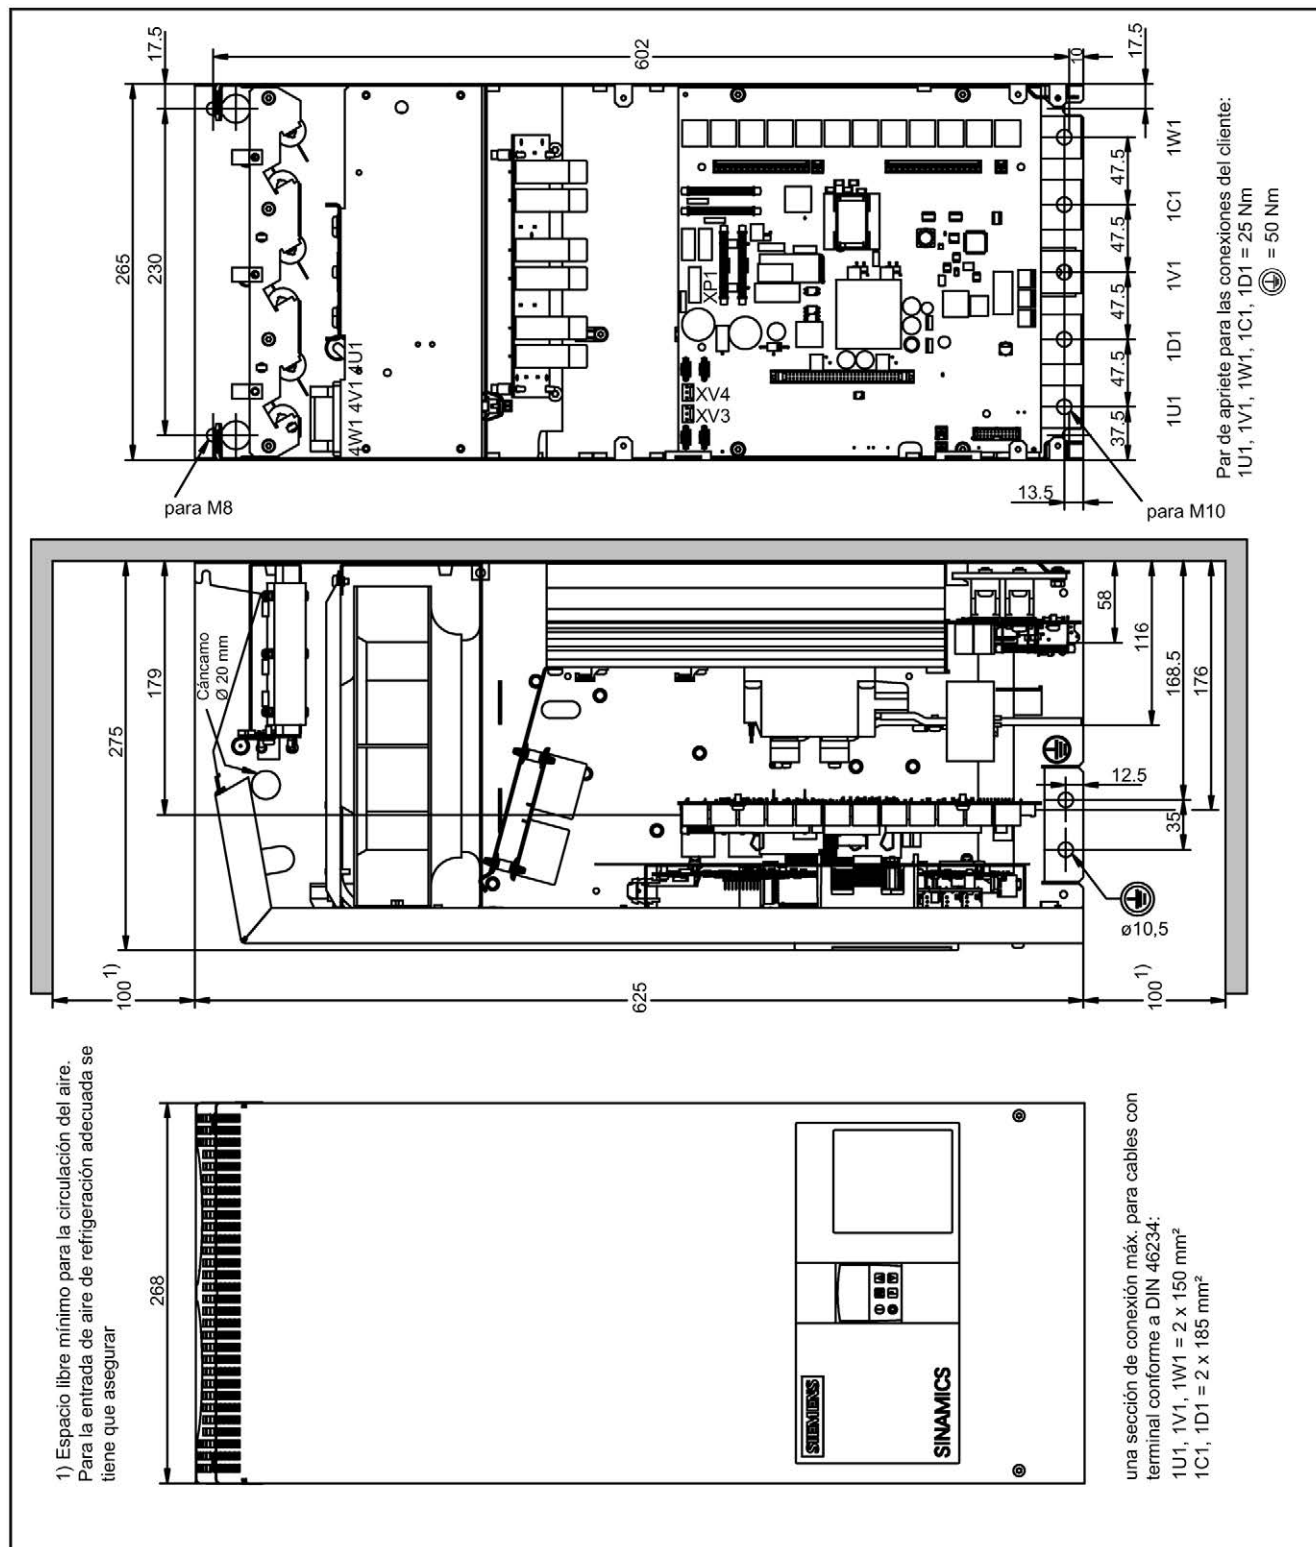 17.5
602
10
17.5
265
230
4W1 4V1 4U1
XP1
XV4
XV3
47.5
47.5
47.5
47.5
37.5
1W1
1C1
1V1
1D1
1U1
Par de apriete para las conexiones del cliente:
1U1, 1V1, 1W1, 1C1, 1D1 = 25 Nm
= 50 Nm
para M8
13.5
para M10
275
179
Cáncamo
Ø 20 mm
58
116
168.5
176
12.5
35
ø10,5
100 1)
625
100 1)
1) Espacio libre mínimo para la circulación del aire.
Para la entrada de aire de refrigeración adecuada se
tiene que asegurar
268
SIEMENS
SINAMICS
una sección de conexión máx. para cables con
terminal conforme a DIN 46234:
1U1, 1V1, 1W1 = 2 x 150 mm²
1C1, 1D1 = 2 x 185 mm²